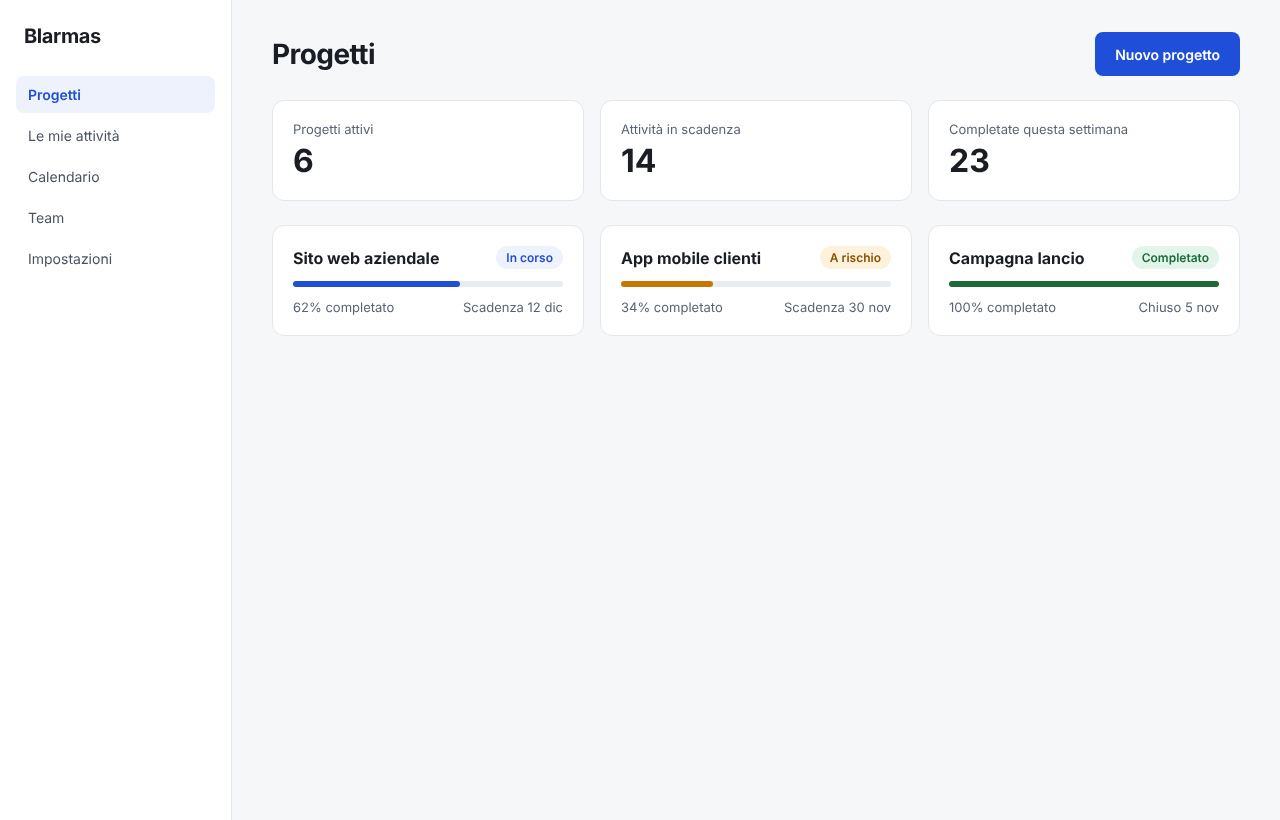 Blarmas
Progetti
Le mie attività
Calendario
Team
Impostazioni
Progetti
Nuovo progetto
Progetti attivi
6
Attività in scadenza
14
Completate questa settimana
23
Sito web aziendale
In corso
62% completato
Scadenza 12 dic
App mobile clienti
A rischio
34% completato
Scadenza 30 nov
Campagna lancio
Completato
100% completato
Chiuso 5 nov